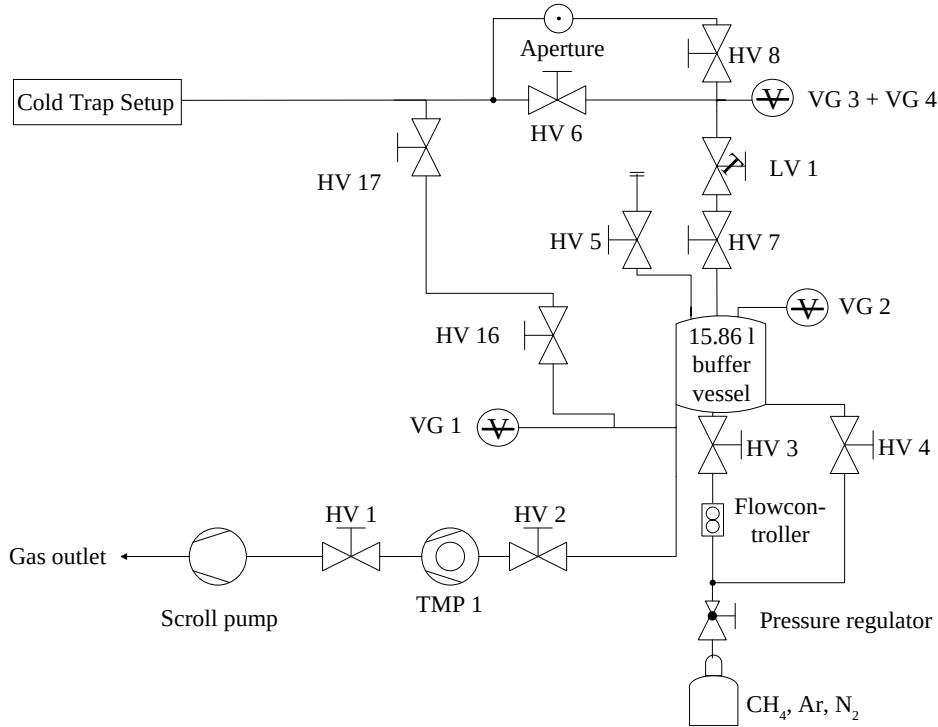 Aperture
HV 8
Cold Trap Setup
V
VG 3 + VG 4
HV 6
HV 17
LV 1
HV 5
HV 7
V
VG 2
HV 16
15.86 l
buffer
vessel
VG 1
V
HV 3
HV 4
HV 1
HV 2
Flowcon-
troller
Gas outlet
Scroll pump
TMP 1
Pressure regulator
CH₄, Ar, N₂